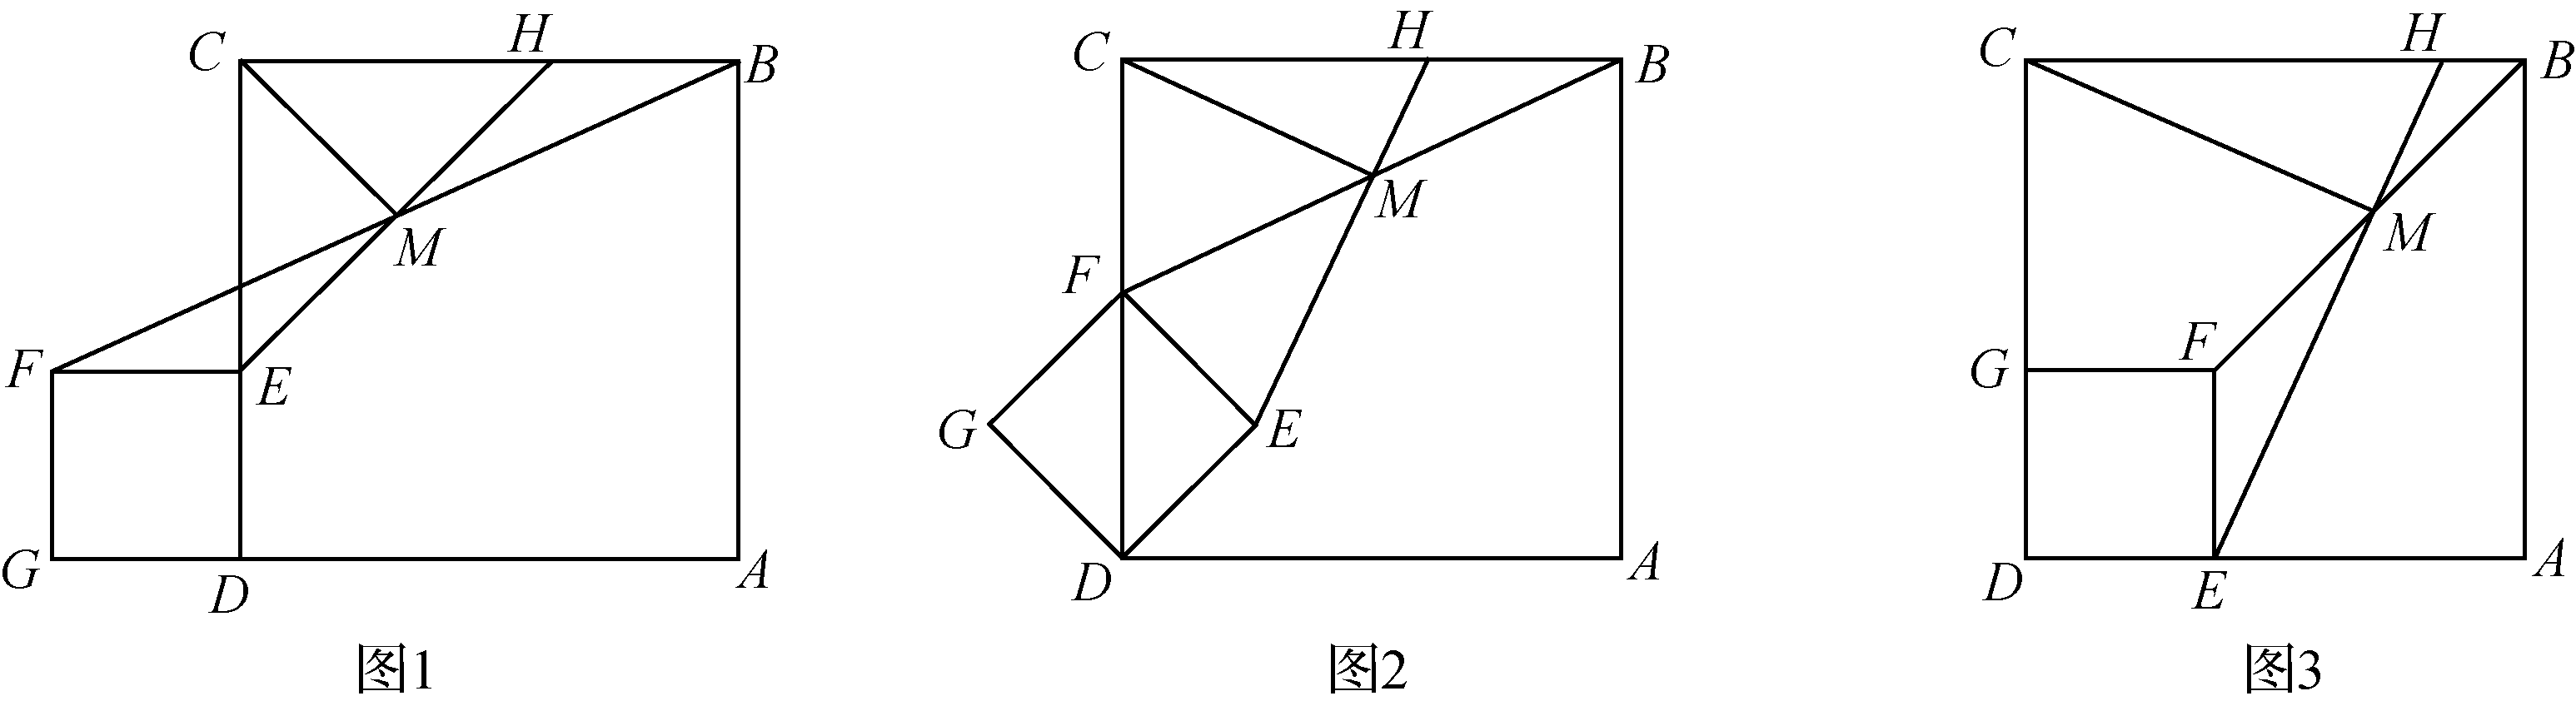 C H B
M
F E
G D A
图1
C H B
M
F
G E
D A
图2
C H B
M
G F
D E A
图3